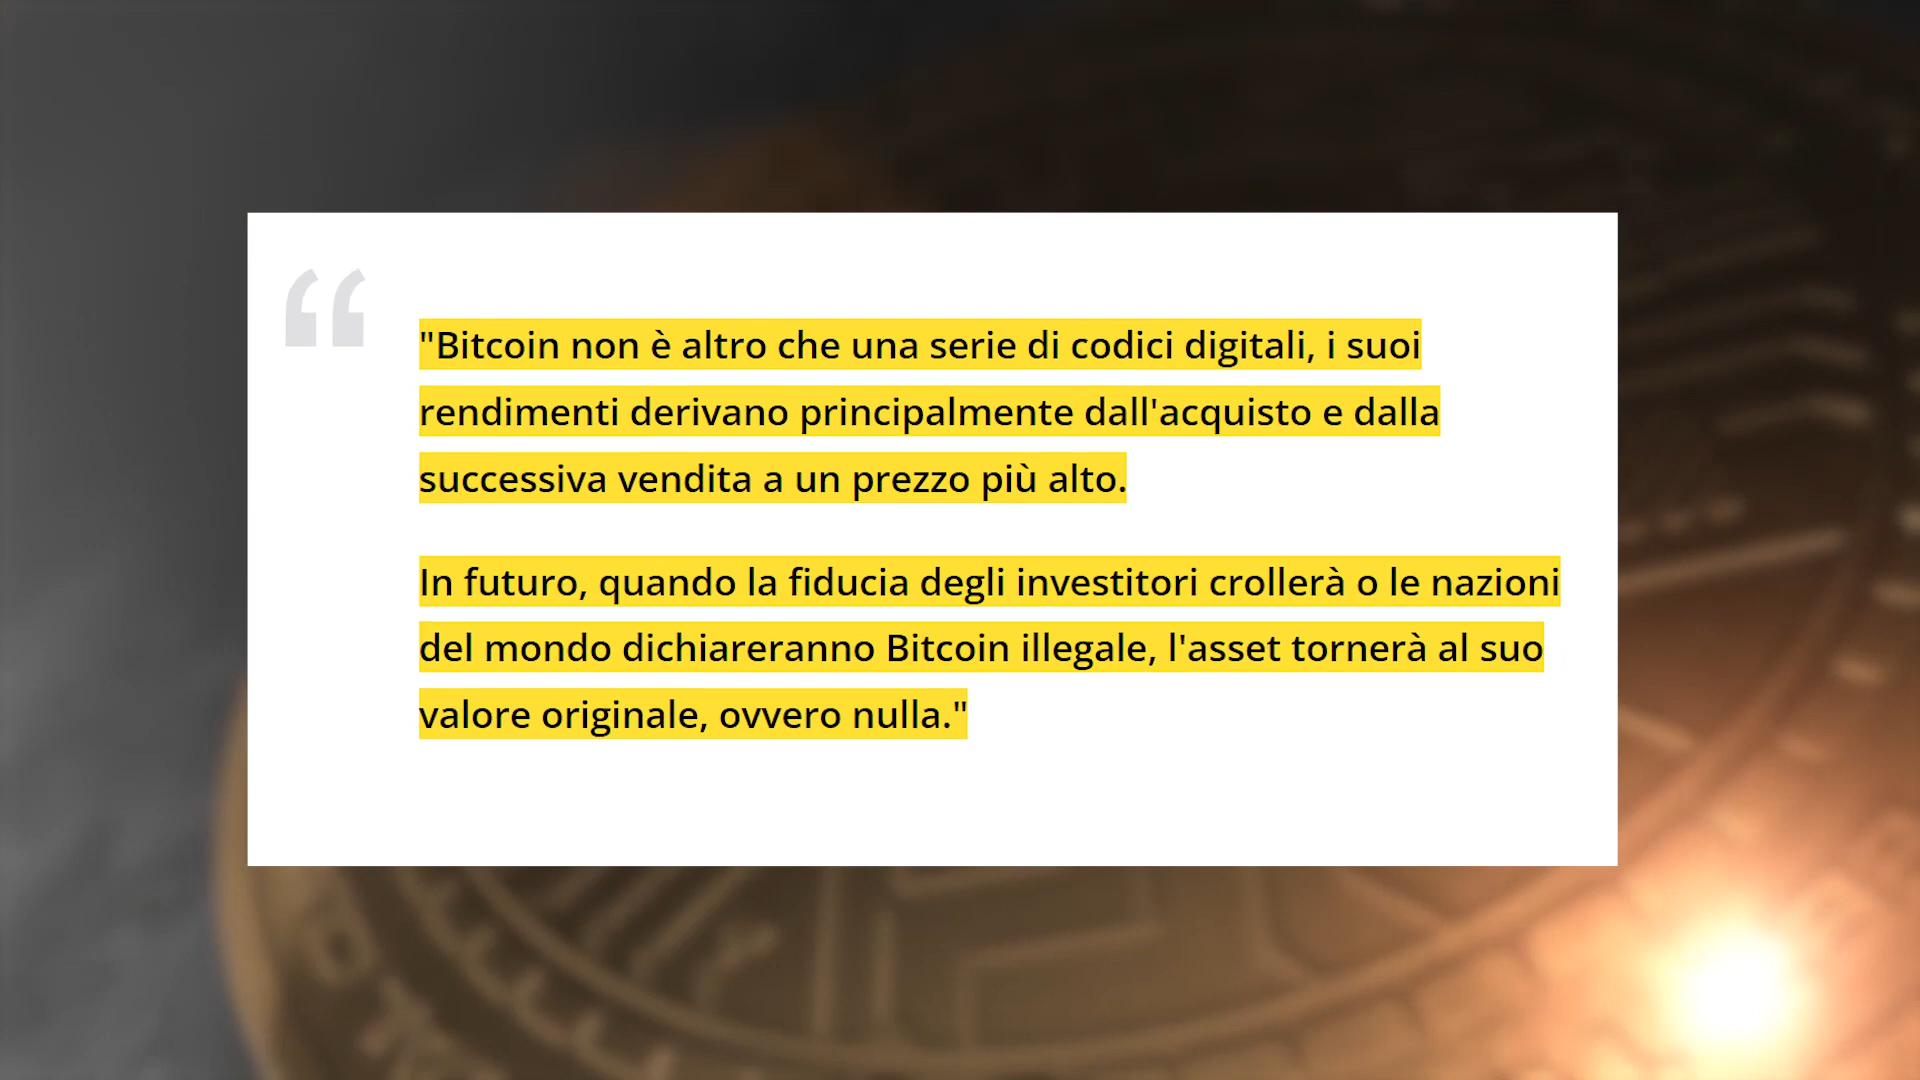 "Bitcoin non è altro che una serie di codici digitali, i suoi
rendimenti derivano principalmente dall'acquisto e dalla
successiva vendita a un prezzo più alto.
In futuro, quando la fiducia degli investitori crollerà o le nazioni
del mondo dichiareranno Bitcoin illegale, l'asset tornerà al suo
valore originale, ovvero nulla."